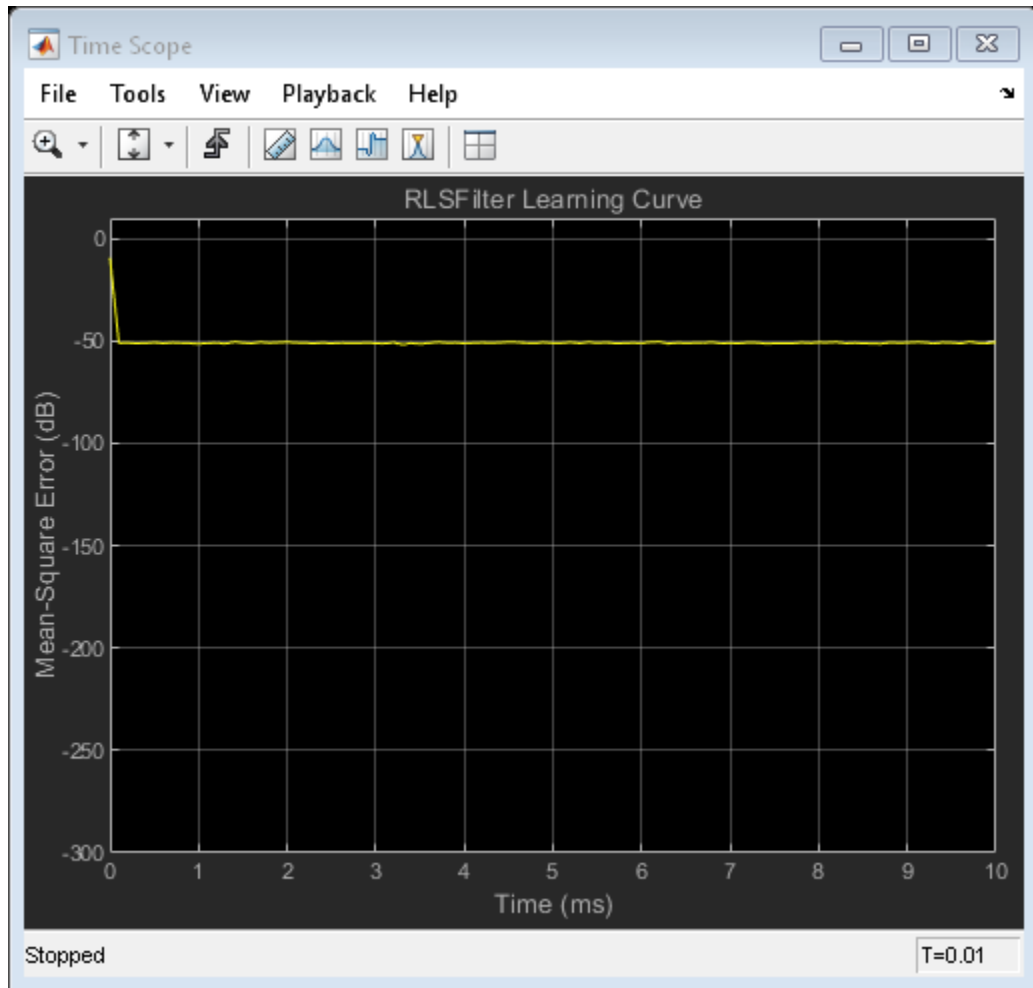 Time Scope
File Tools View Playback Help
RLSFilter Learning Curve
Mean-Square Error (dB)
0
-50
-100
-150
-200
-250
-300
0 1 2 3 4 5 6 7 8 9 10
Time (ms)
Stopped T=0.01